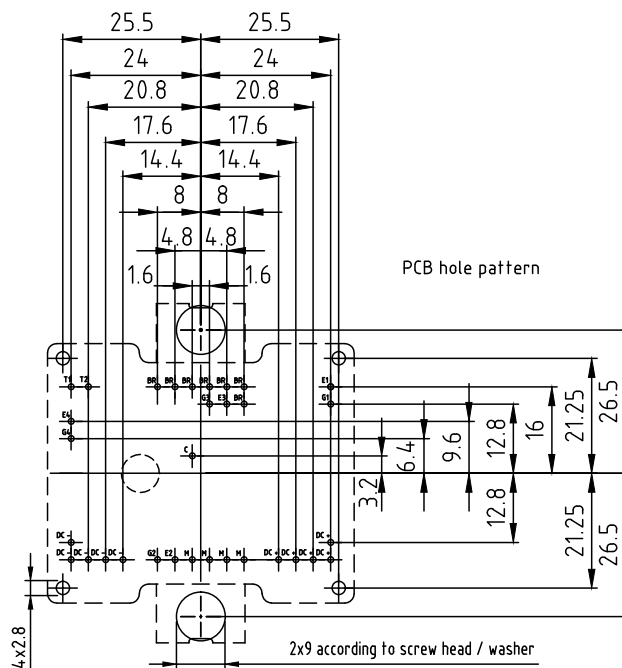 25.5 25.5
24 24
20.8 20.8
17.6 17.6
14.4 14.4
8 8
4.8 4.8
1.6 1.6
PCB hole pattern
T1 T2 BR BR BR BR BR BR E1
G3 E3 BR G1
E4
G4
C
3.2
6.4
9.6
12.8
16
21.25
26.5
12.8
21.25
26.5
DC - DC +
DC - DC - DC - DC - G2 E2 M M M M DC + DC + DC + DC +
4x2.8
2x9 according to screw head / washer